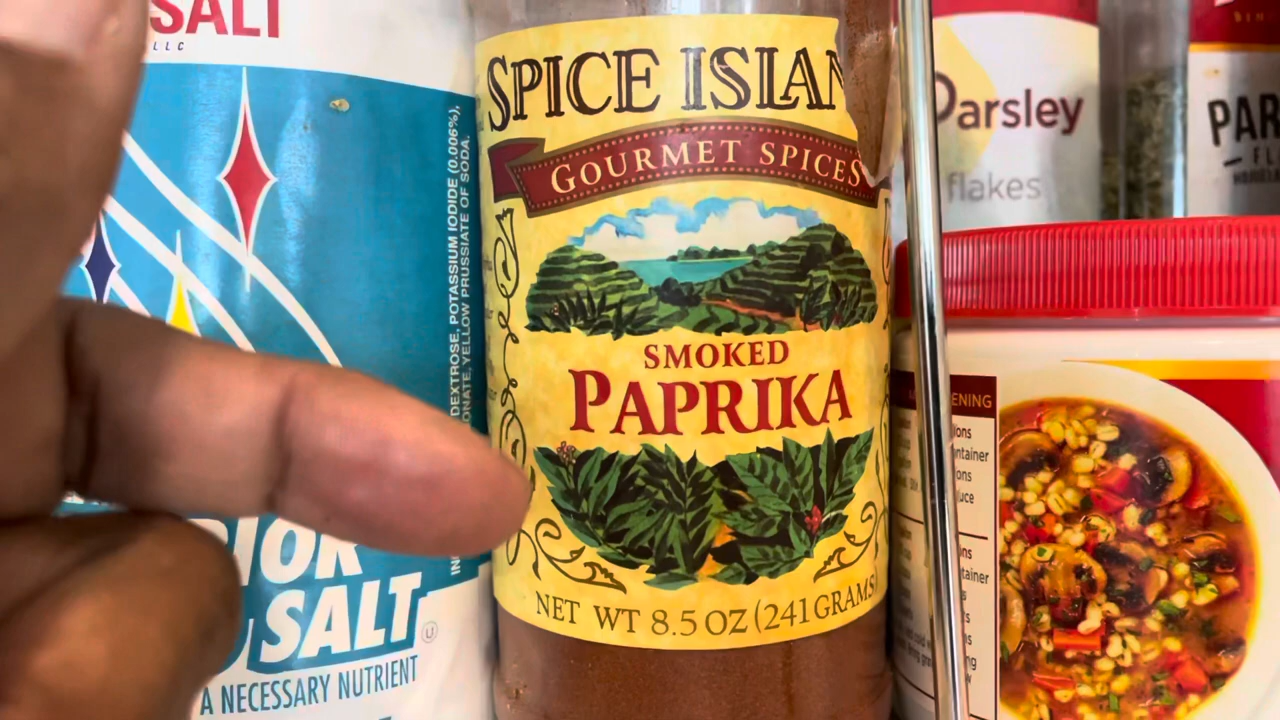 SALT
LLC
DEXTROSE, POTASSIUM IODIDE (0.006%),
YELLOW PRUSSIATE OF SODA.
SALT
A NECESSARY NUTRIENT
SPICE ISLAN
GOURMET SPICES
SMOKED
PAPRIKA
NET WT 8.5 OZ (241 GRAMS
Parsley
flakes
PAR
FL
ENING